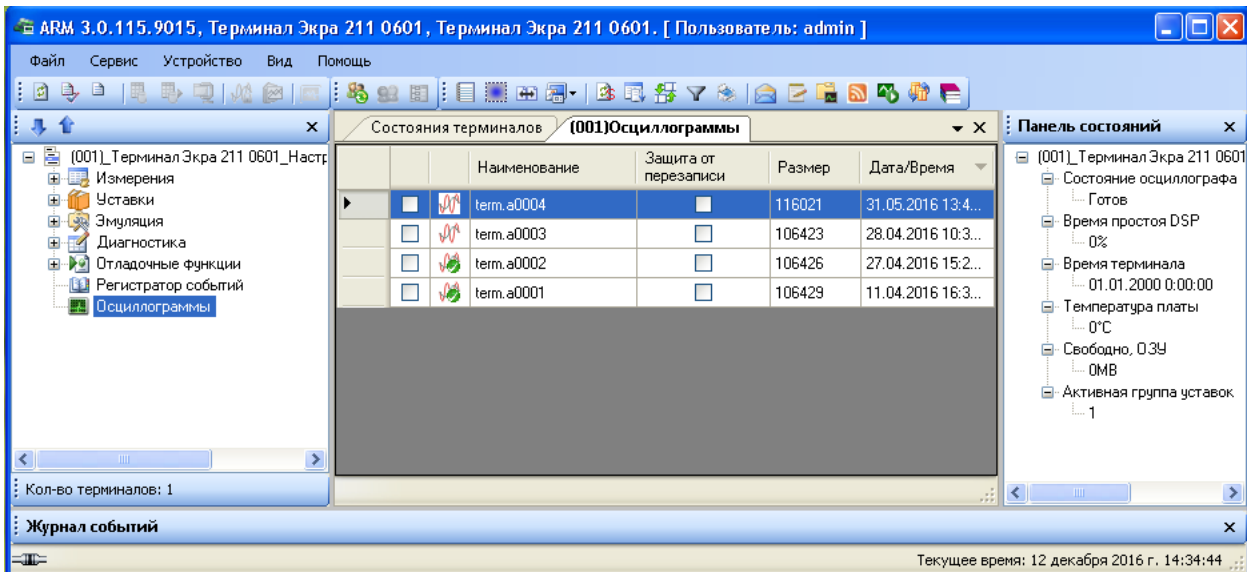 ARM 3.0.115.9015, Терминал Экра 211 0601, Терминал Экра 211 0601. [ Пользователь: admin ]
Файл Сервис Устройство Вид Помощь
Состояния терминалов (001)Осциллограммы
Панель состояний
(001)_Терминал Экра 211 0601_Настр
Измерения
Уставки
Эмуляция
Диагностика
Отладочные функции
Регистратор событий
Осциллограммы
Кол-во терминалов: 1
Наименование Защита от перезаписи Размер Дата/Время
term.a0004 116021 31.05.2016 13:4...
term.a0003 106423 28.04.2016 10:3...
term.a0002 106426 27.04.2016 15:2...
term.a0001 106429 11.04.2016 16:3...
(001)_Терминал Экра 211 0601
Состояние осциллографа
Готов
Время простоя DSP
0%
Время терминала
01.01.2000 0:00:00
Температура платы
0°C
Свободно, ОЗУ
0MB
Активная группа уставок
1
Журнал событий
Текущее время: 12 декабря 2016 г. 14:34:44